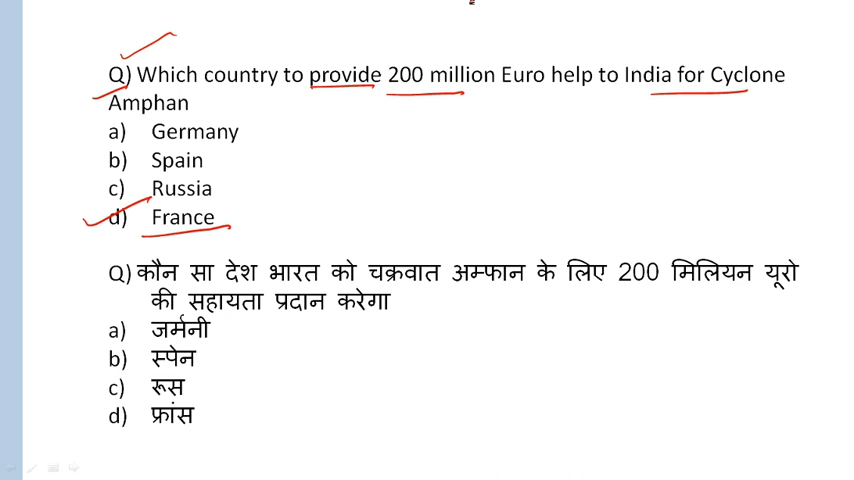 Q) Which country to provide 200 million Euro help to India for Cyclone
Amphan
a) Germany
b) Spain
c) Russia
d) France
Q) कौन सा देश भारत को चक्रवात अम्फान के लिए 200 मिलियन यूरो
की सहायता प्रदान करेगा
a) जर्मनी
b) स्पेन
c) रूस
d) फ्रांस